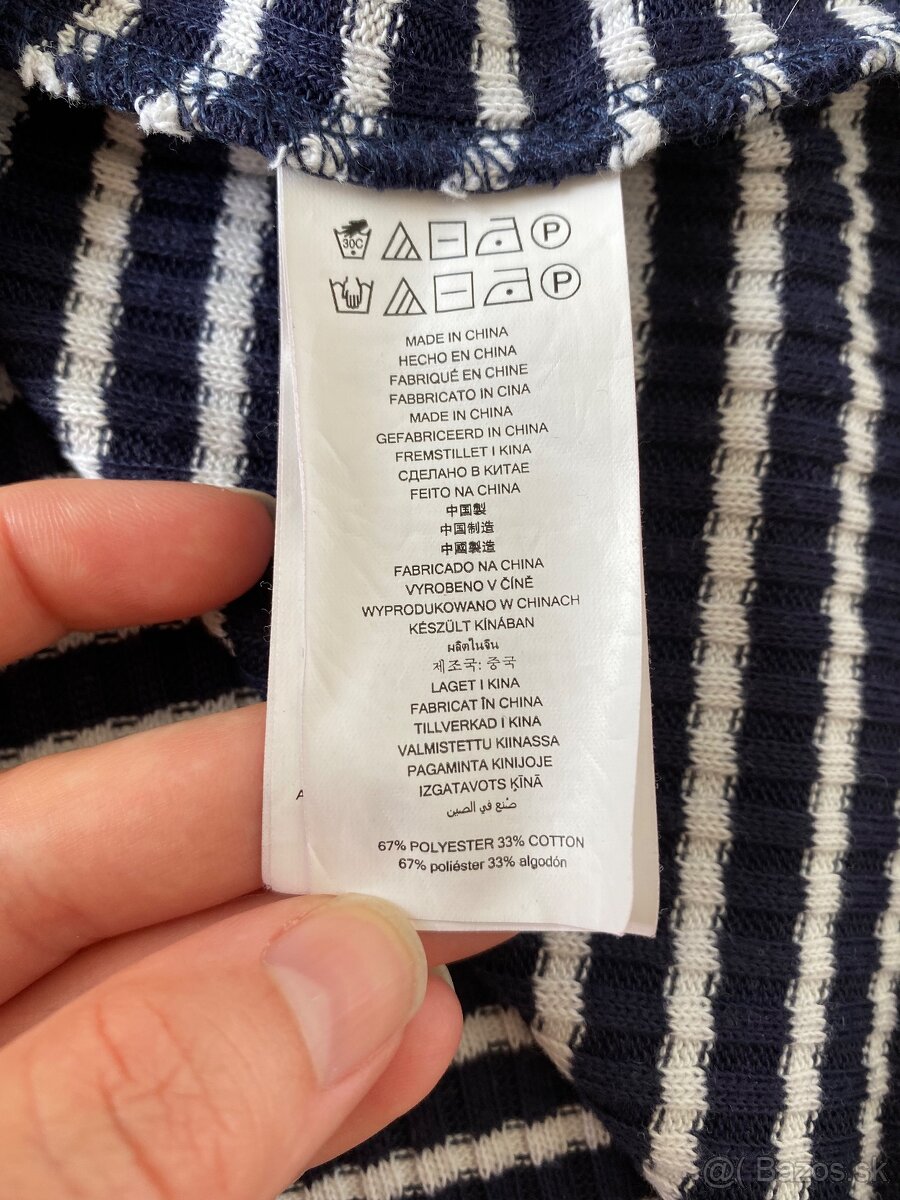 30C P
P
MADE IN CHINA
HECHO EN CHINA
FABRIQUÉ EN CHINE
FABBRICATO IN CINA
MADE IN CHINA
GEFABRICEERD IN CHINA
FREMSTILLET I KINA
СДЕЛАНО В КИТАЕ
FEITO NA CHINA
中国製
中国制造
中國製造
FABRICADO NA CHINA
VYROBENO V ČÍNĚ
WYPRODUKOWANO W CHINACH
KÉSZÜLT KÍNÁBAN
ผลิตในจีน
제조국: 중국
LAGET I KINA
FABRICAT ÎN CHINA
TILLVERKAD I KINA
VALMISTETTU KIINASSA
PAGAMINTA KINIJOJE
IZGATAVOTS ĶĪNĀ
صنع في الصين
A
67% POLYESTER 33% COTTON
67% poliéster 33% algodón
@( Bazos.sk